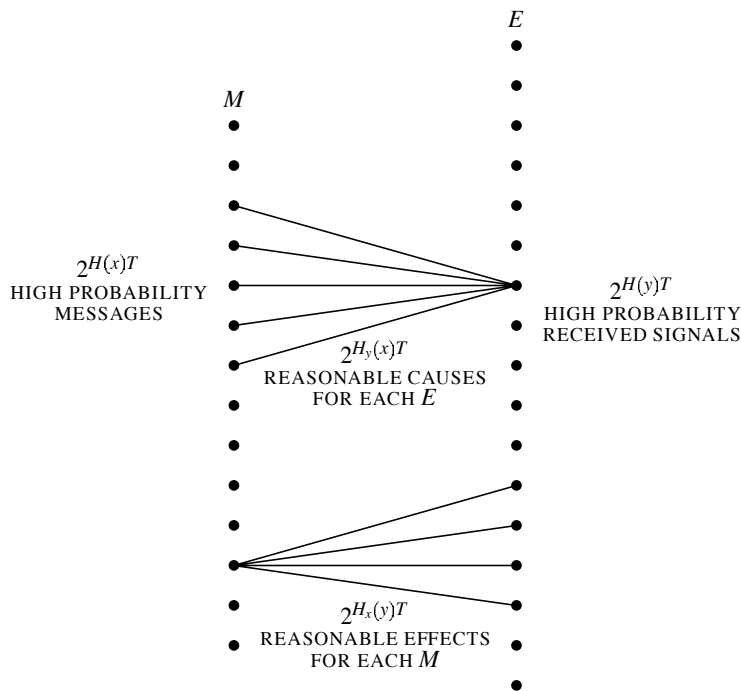 E
M
2^{H(x)T}
HIGH PROBABILITY
MESSAGES
2^{H(y)T}
HIGH PROBABILITY
RECEIVED SIGNALS
2^{H_y(x)T}
REASONABLE CAUSES
FOR EACH E
2^{H_x(y)T}
REASONABLE EFFECTS
FOR EACH M